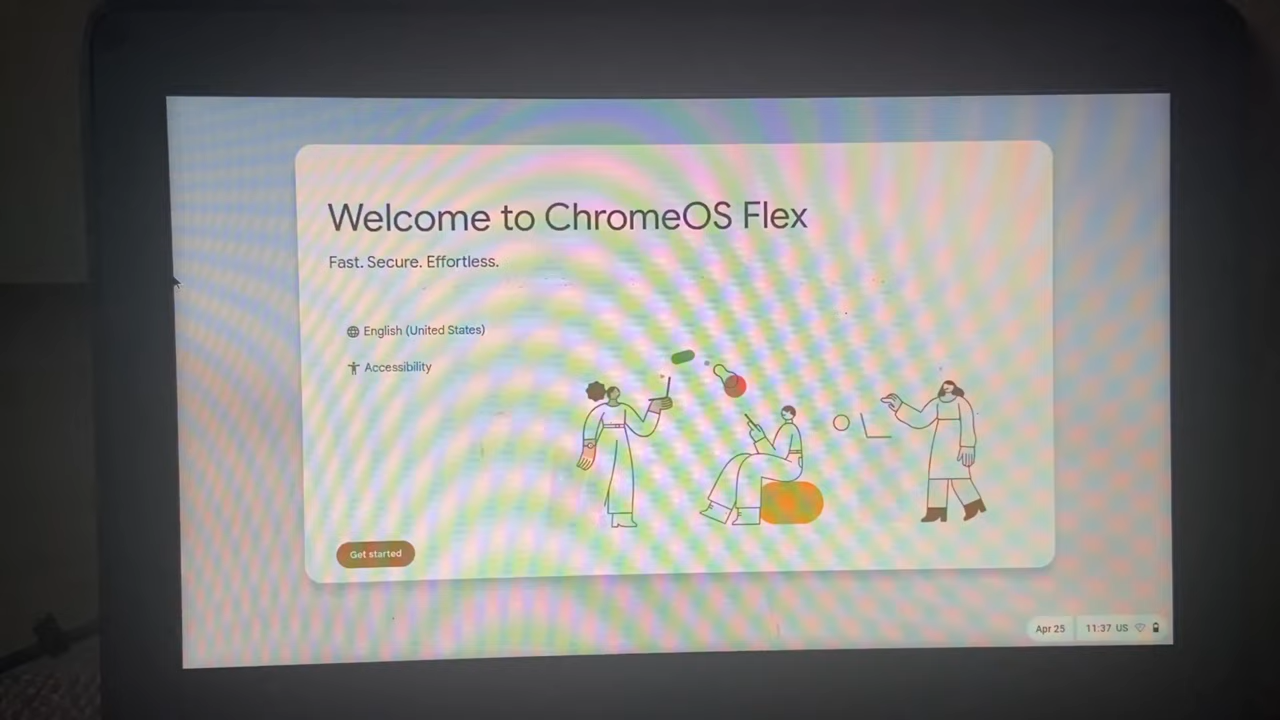 Welcome to ChromeOS Flex
Fast. Secure. Effortless.
English (United States)
Accessibility
Get started
Apr 25
11:37 US